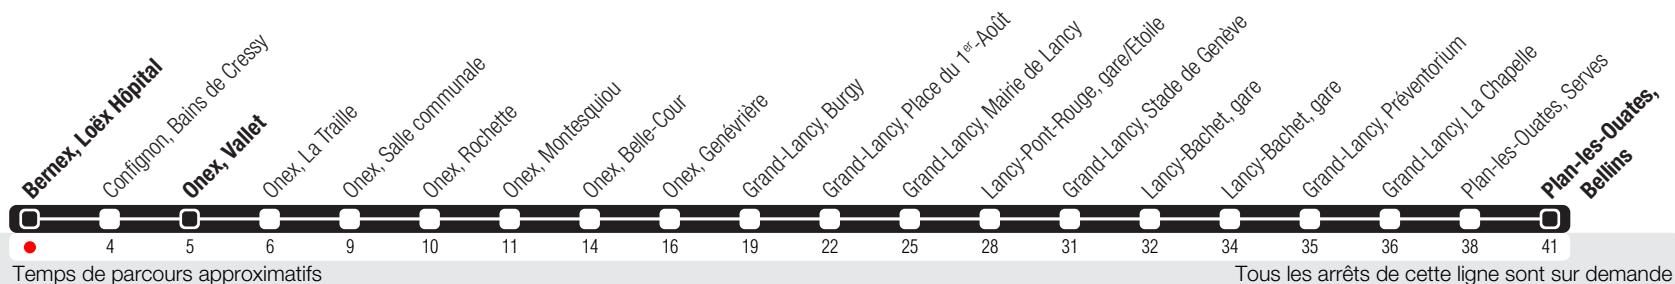 Bernex, Loëx Hôpital
Confignon, Bains de Cressy
Onex, Vallet
Onex, La Traille
Onex, Salle communale
Onex, Rochette
Onex, Montesquiou
Onex, Belle-Cour
Onex, Genévrière
Grand-Lancy, Burgy
Grand-Lancy, Place du 1er-Août
Grand-Lancy, Mairie de Lancy
Lancy-Pont-Rouge, gare/Etoile
Grand-Lancy, Stade de Genève
Lancy-Bachet, gare
Lancy-Bachet, gare
Grand-Lancy, Préventorium
Grand-Lancy, La Chapelle
Plan-les-Ouates, Serves
Plan-les-Ouates,
Bellins
4 5 6 9 10 11 14 16 19 22 25 28 31 32 34 35 36 38 41
Temps de parcours approximatifs
Tous les arrêts de cette ligne sont sur demande